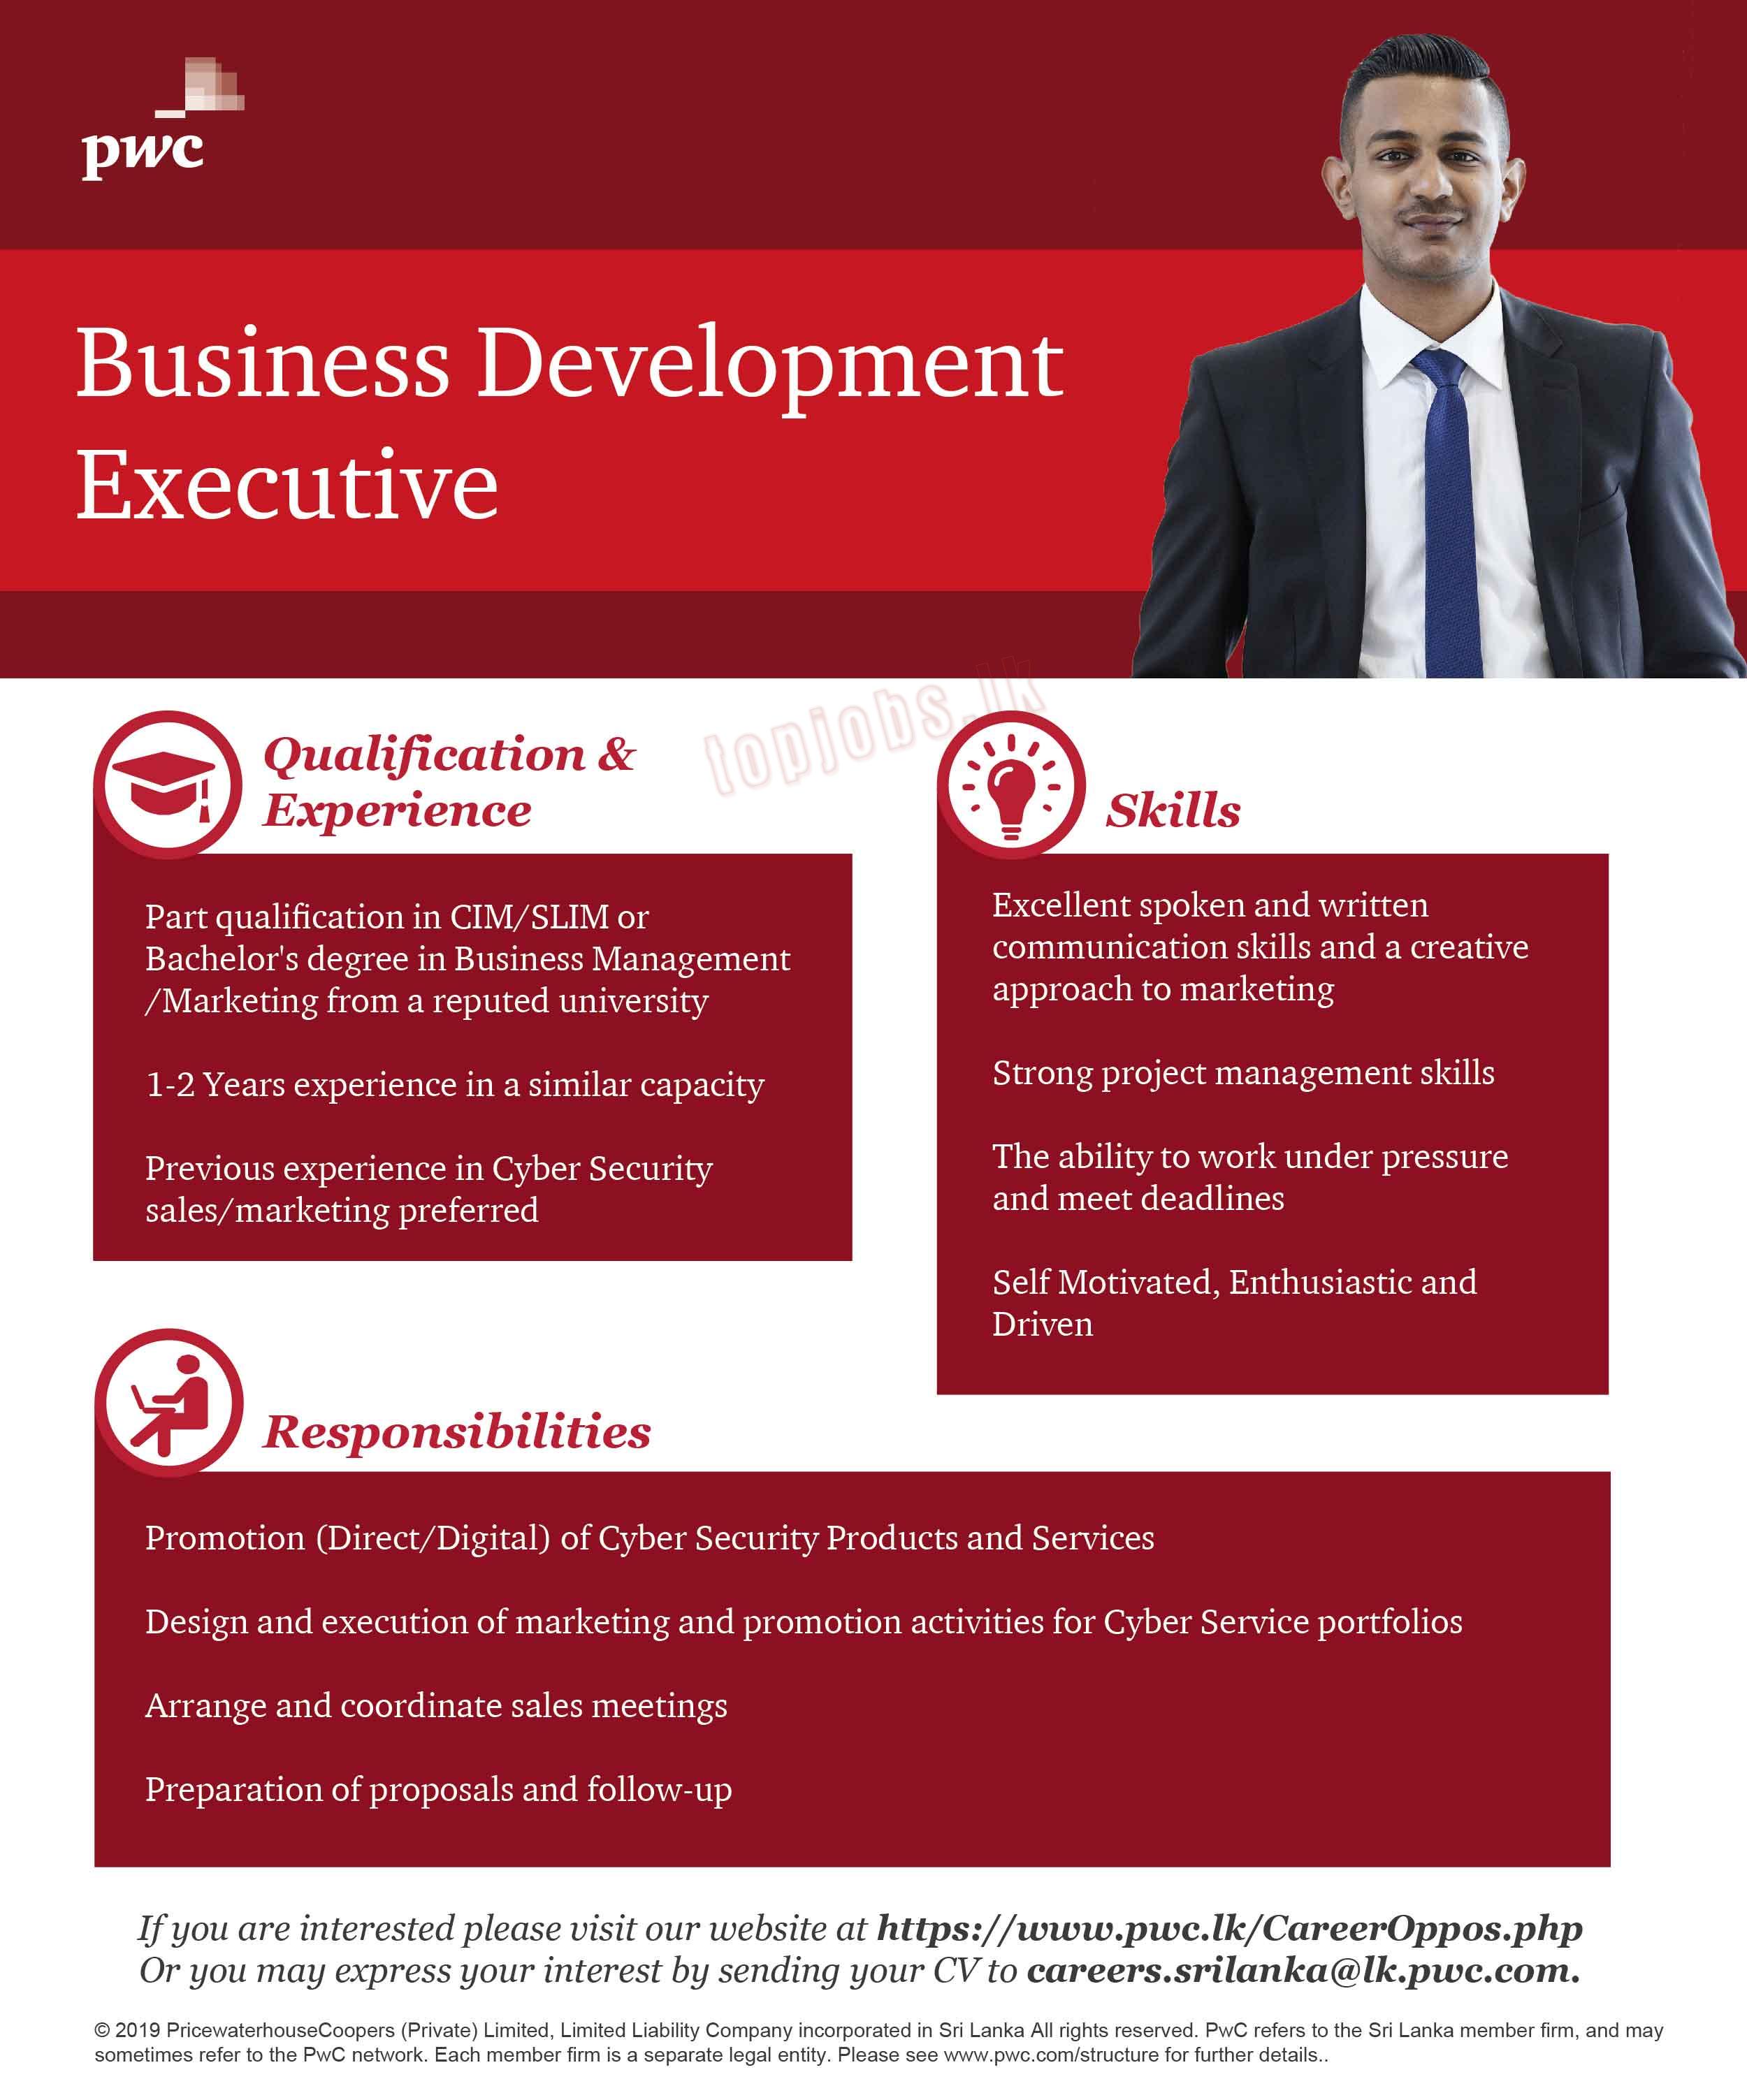 pwc
Business Development
Executive
topjobs.lk
Qualification &
Experience
Part qualification in CIM/SLIM or
Bachelor's degree in Business Management
/Marketing from a reputed university
1-2 Years experience in a similar capacity
Previous experience in Cyber Security
sales/marketing preferred
Skills
Excellent spoken and written
communication skills and a creative
approach to marketing
Strong project management skills
The ability to work under pressure
and meet deadlines
Self Motivated, Enthusiastic and
Driven
Responsibilities
Promotion (Direct/Digital) of Cyber Security Products and Services
Design and execution of marketing and promotion activities for Cyber Service portfolios
Arrange and coordinate sales meetings
Preparation of proposals and follow-up
If you are interested please visit our website at https://www.pwc.lk/CareerOppos.php
Or you may express your interest by sending your CV to careers.srilanka@lk.pwc.com.
© 2019 PricewaterhouseCoopers (Private) Limited, Limited Liability Company incorporated in Sri Lanka All rights reserved. PwC refers to the Sri Lanka member firm, and may
sometimes refer to the PwC network. Each member firm is a separate legal entity. Please see www.pwc.com/structure for further details..